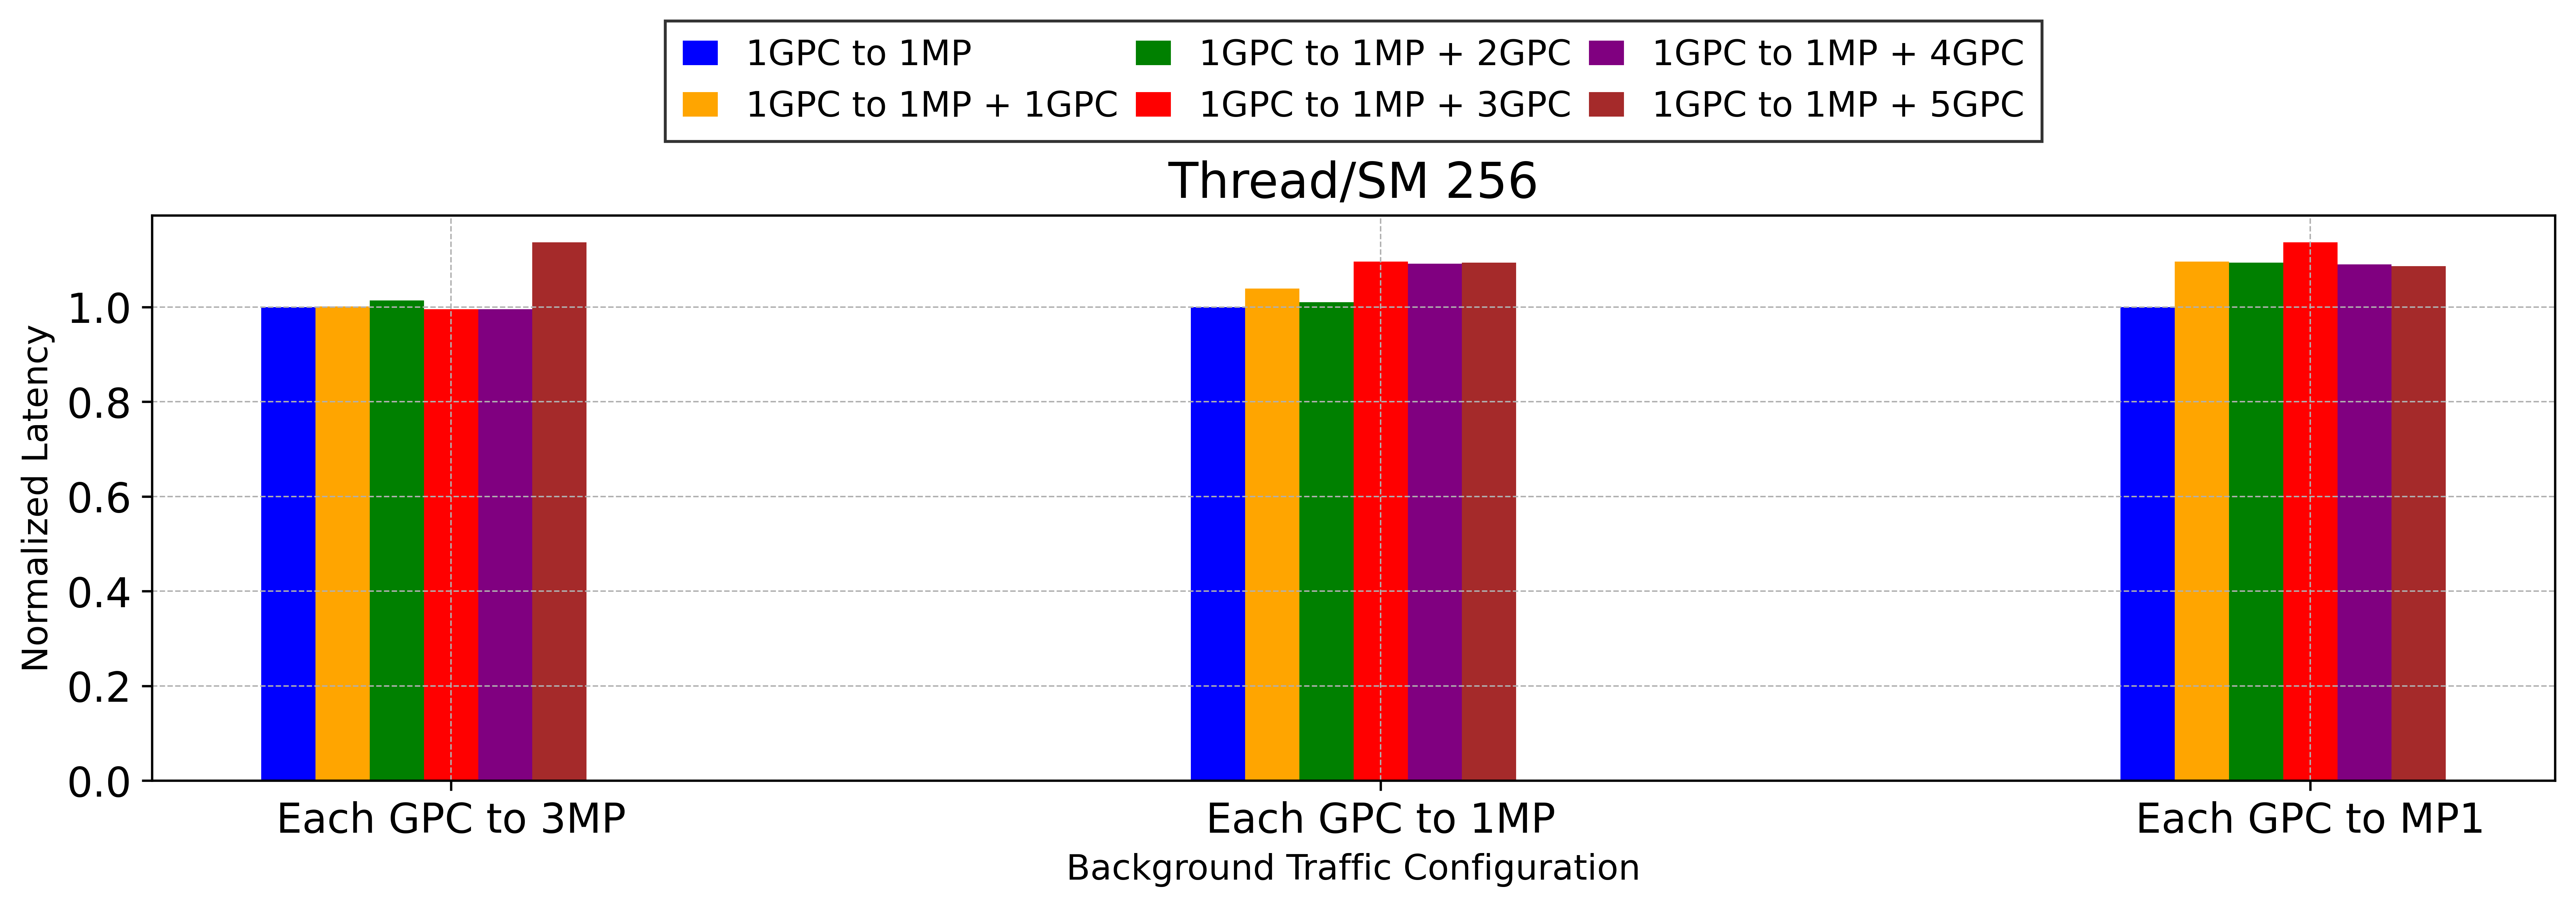 1GPC to 1MP
1GPC to 1MP + 1GPC
1GPC to 1MP + 2GPC
1GPC to 1MP + 3GPC
1GPC to 1MP + 4GPC
1GPC to 1MP + 5GPC
Thread/SM 256
Normalized Latency
1.0
0.8
0.6
0.4
0.2
0.0
Each GPC to 3MP
Each GPC to 1MP
Each GPC to MP1
Background Traffic Configuration